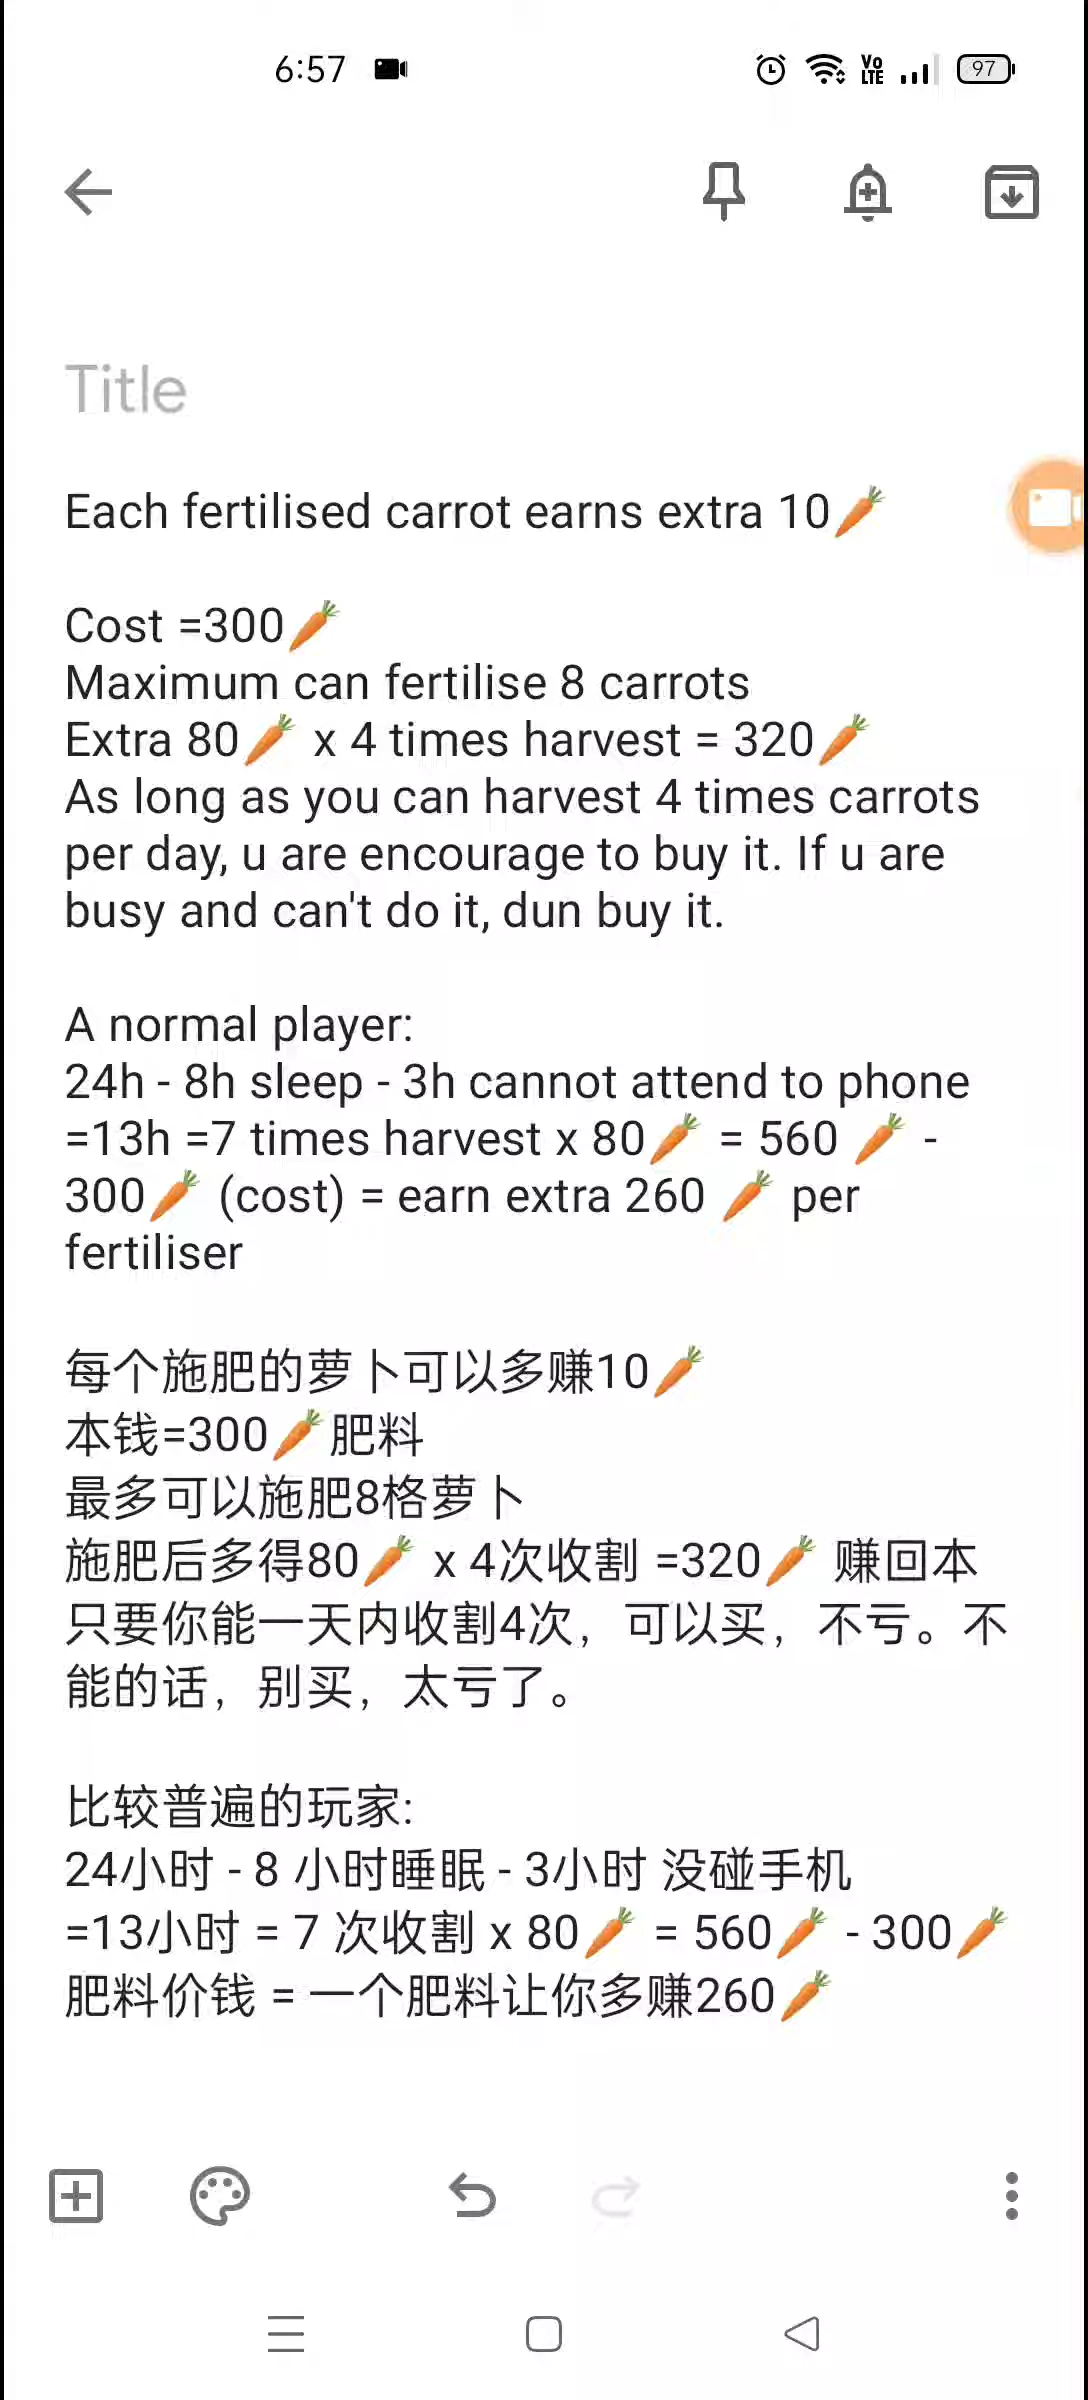 6:57
Vo
LTE
97
Title
Each fertilised carrot earns extra 10🥕
Cost =300🥕
Maximum can fertilise 8 carrots
Extra 80🥕 x 4 times harvest = 320🥕
As long as you can harvest 4 times carrots
per day, u are encourage to buy it. If u are
busy and can't do it, dun buy it.
A normal player:
24h - 8h sleep - 3h cannot attend to phone
=13h =7 times harvest x 80🥕 = 560 🥕 -
300🥕 (cost) = earn extra 260 🥕 per
fertiliser
每个施肥的萝卜可以多赚10🥕
本钱=300🥕肥料
最多可以施肥8格萝卜
施肥后多得80🥕 x 4次收割 =320🥕 赚回本
只要你能一天内收割4次，可以买，不亏。不
能的话，别买，太亏了。
比较普遍的玩家:
24小时 - 8 小时睡眠 - 3小时 没碰手机
=13小时 = 7 次收割 x 80🥕 = 560🥕 - 300🥕
肥料价钱 = 一个肥料让你多赚260🥕